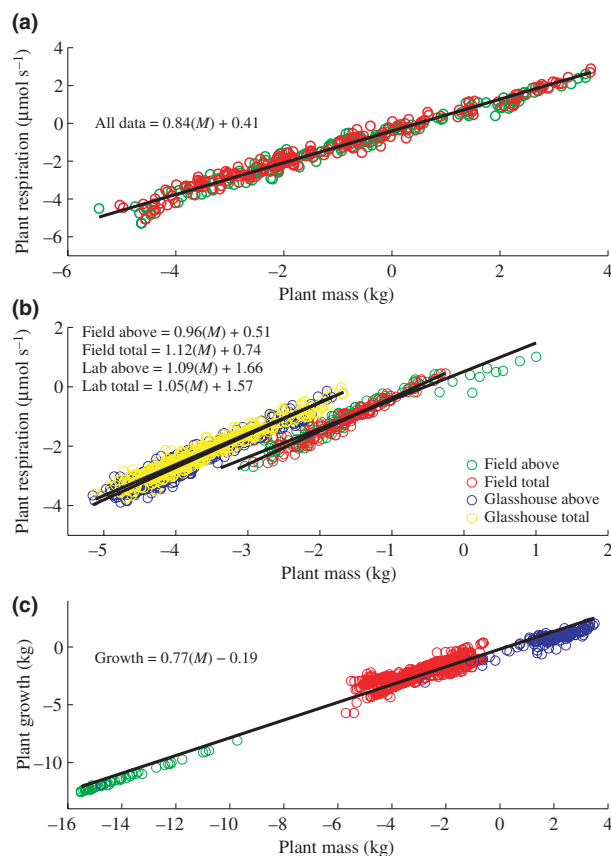 (a)
Plant respiration (μmol s⁻¹)
4
2
0
−2
−4
−6
All data = 0.84(M) + 0.41
−6
−4
−2
0
2
4
Plant mass (kg)
(b)
Plant respiration (μmol s⁻¹)
2
0
−2
−4
Field above = 0.96(M) + 0.51
Field total = 1.12(M) + 0.74
Lab above = 1.09(M) + 1.66
Lab total = 1.05(M) + 1.57
Field above
Field total
Glasshouse above
Glasshouse total
−5
−4
−3
−2
−1
0
1
2
Plant mass (kg)
(c)
Plant growth (kg)
0
−5
−10
Growth = 0.77(M) − 0.19
−16
−14
−12
−10
−8
−6
−4
−2
0
2
4
Plant mass (kg)